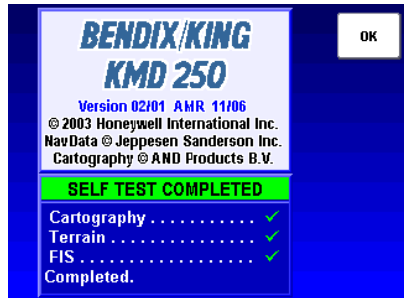 BENDIX/KING
KMD 250
Version 02/01 AMR 11/06
© 2003 Honeywell International Inc.
NavData © Jeppesen Sanderson Inc.
Cartography © AND Products B.V.
SELF TEST COMPLETED
Cartography . . . . . . . . . . . ✓
Terrain . . . . . . . . . . . . . . . ✓
FIS . . . . . . . . . . . . . . . . . . ✓
Completed.
OK